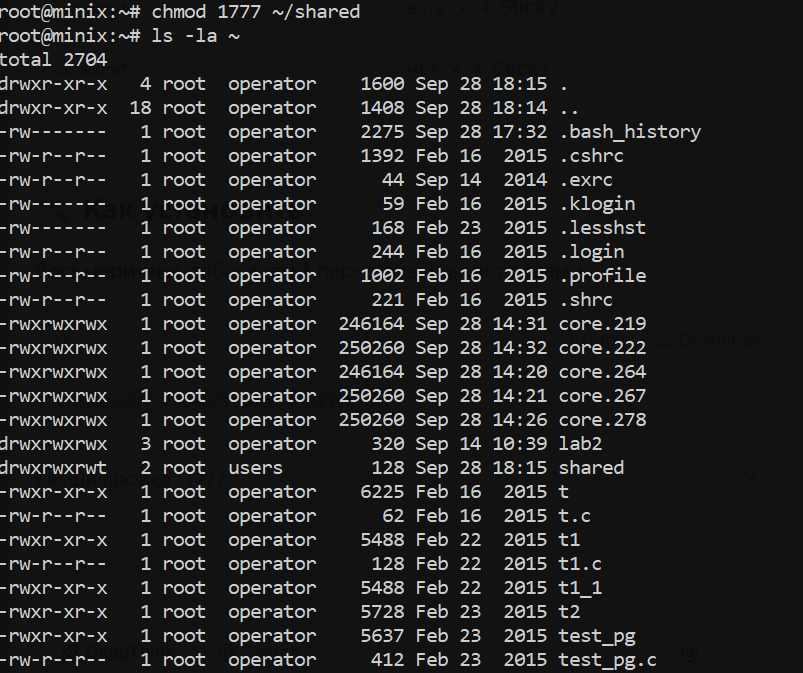 root@minix:~# chmod 1777 ~/shared
root@minix:~# ls -la ~
total 2704
drwxr-xr-x   4 root  operator    1600 Sep 28 18:15 .
drwxr-xr-x  18 root  operator    1408 Sep 28 18:14 ..
-rw-------   1 root  operator    2275 Sep 28 17:32 .bash_history
-rw-r--r--   1 root  operator    1392 Feb 16  2015 .cshrc
-rw-r--r--   1 root  operator      44 Sep 14  2014 .exrc
-rw-------   1 root  operator      59 Feb 16  2015 .klogin
-rw-------   1 root  operator     168 Feb 23  2015 .lesshst
-rw-r--r--   1 root  operator     244 Feb 16  2015 .login
-rw-r--r--   1 root  operator    1002 Feb 16  2015 .profile
-rw-r--r--   1 root  operator     221 Feb 16  2015 .shrc
-rwxrwxrwx   1 root  operator  246164 Sep 28 14:31 core.219
-rwxrwxrwx   1 root  operator  250260 Sep 28 14:32 core.222
-rwxrwxrwx   1 root  operator  246164 Sep 28 14:20 core.264
-rwxrwxrwx   1 root  operator  250260 Sep 28 14:21 core.267
-rwxrwxrwx   1 root  operator  250260 Sep 28 14:26 core.278
drwxrwxrwx   3 root  operator     320 Sep 14 10:39 lab2
drwxrwxrwt   2 root  users        128 Sep 28 18:15 shared
-rwxr-xr-x   1 root  operator    6225 Feb 16  2015 t
-rw-r--r--   1 root  operator      62 Feb 16  2015 t.c
-rwxr-xr-x   1 root  operator    5488 Feb 22  2015 t1
-rw-r--r--   1 root  operator     128 Feb 22  2015 t1.c
-rwxr-xr-x   1 root  operator    5488 Feb 22  2015 t1_1
-rwxr-xr-x   1 root  operator    5728 Feb 23  2015 t2
-rwxr-xr-x   1 root  operator    5637 Feb 23  2015 test_pg
-rw-r--r--   1 root  operator     412 Feb 23  2015 test_pg.c